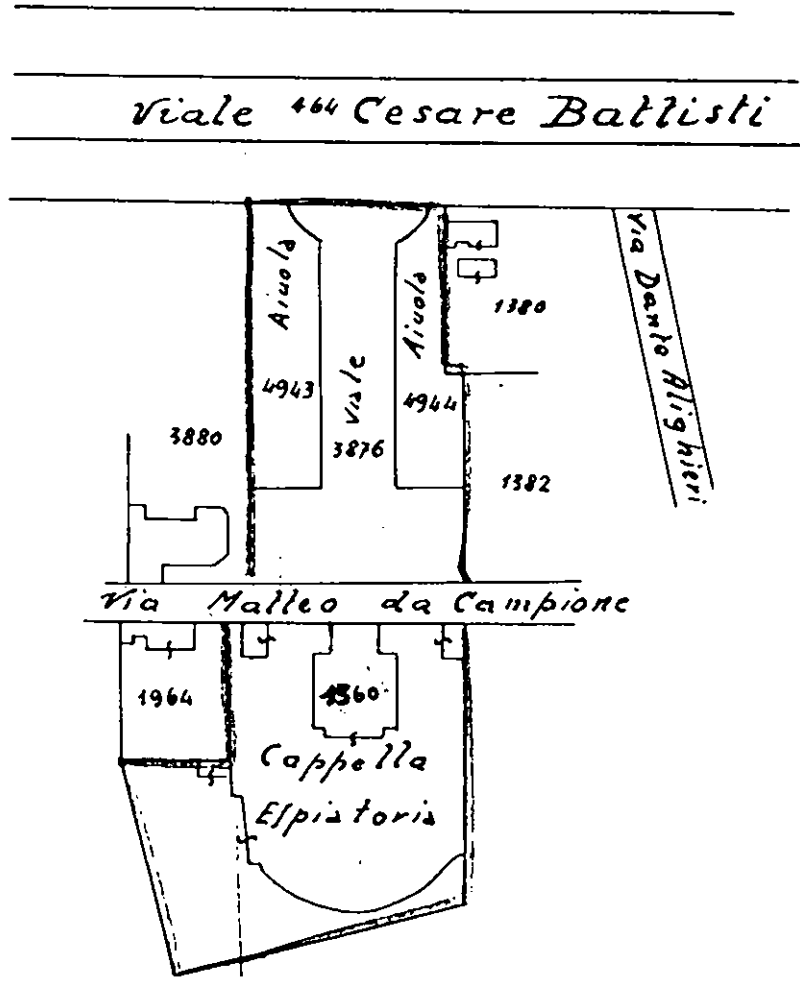 Viale 464 Cesare Battisti
Aiuola
Aiuola
Via Dante Alighieri
1380
4943
Viale
4944
3880
3876
1382
Via Matteo da Campione
1964
1560
Cappella
Espiatoria